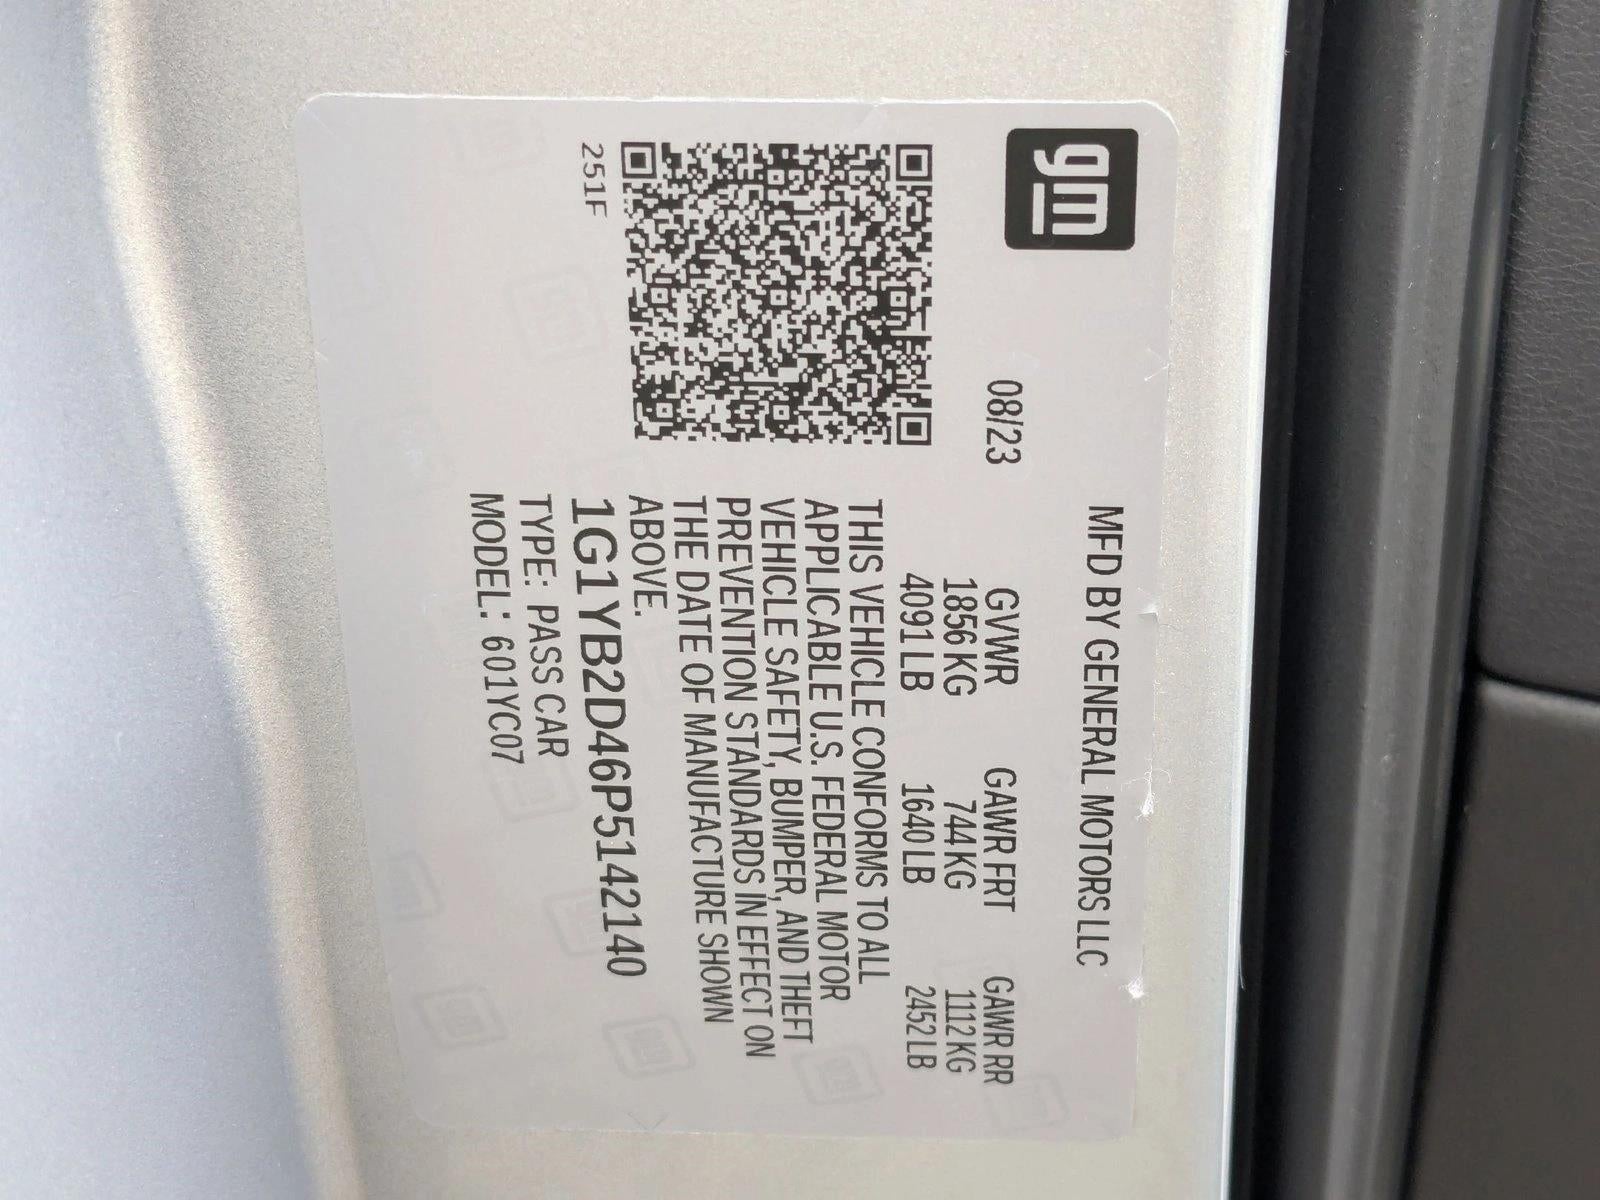 gm
MFD BY GENERAL MOTORS LLC
08/23
GVWR GAWR FRT GAWR RR
1856 KG 744 KG 1112 KG
4091 LB 1640 LB 2452 LB
THIS VEHICLE CONFORMS TO ALL
APPLICABLE U.S. FEDERAL MOTOR
VEHICLE SAFETY, BUMPER, AND THEFT
PREVENTION STANDARDS IN EFFECT ON
THE DATE OF MANUFACTURE SHOWN
ABOVE.
251F
1G1YB2D46P5142140
TYPE: PASS CAR
MODEL: 601YC07